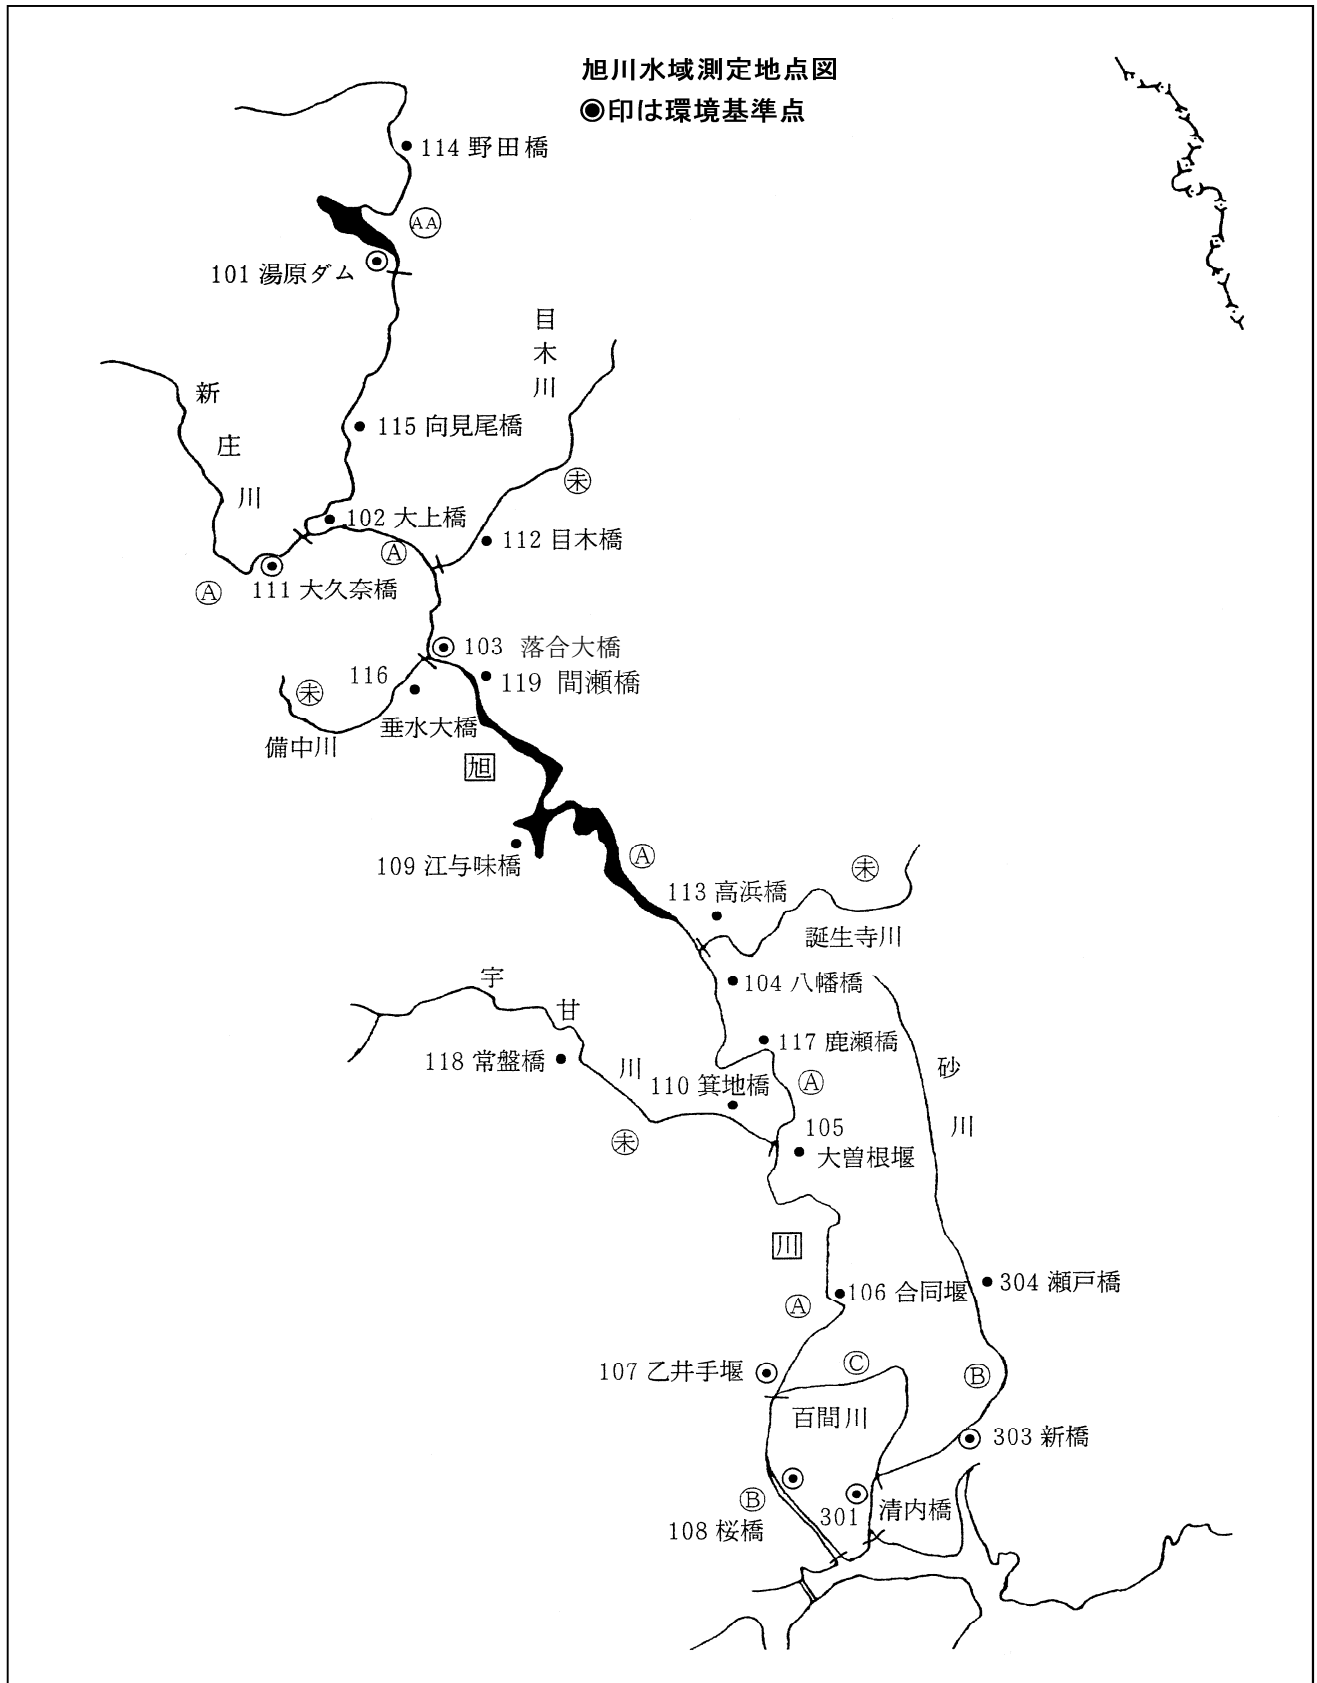 旭川水域測定地点図
◉印は環境基準点
114 野田橋
AA
101 湯原ダム
目木川
新庄川
115 向見尾橋
未
102 大上橋
112 目木橋
A
A
111 大久奈橋
103 落合大橋
116
119 間瀬橋
未
垂水大橋
備中川
旭
109 江与味橋
A
未
113 高浜橋
誕生寺川
宇甘川
104 八幡橋
117 鹿瀬橋
118 常盤橋
砂川
110 箕地橋
A
105
大曽根堰
未
川
304 瀬戸橋
106 合同堰
A
107 乙井手堰
C
B
百間川
303 新橋
B
301
清内橋
108 桜橋